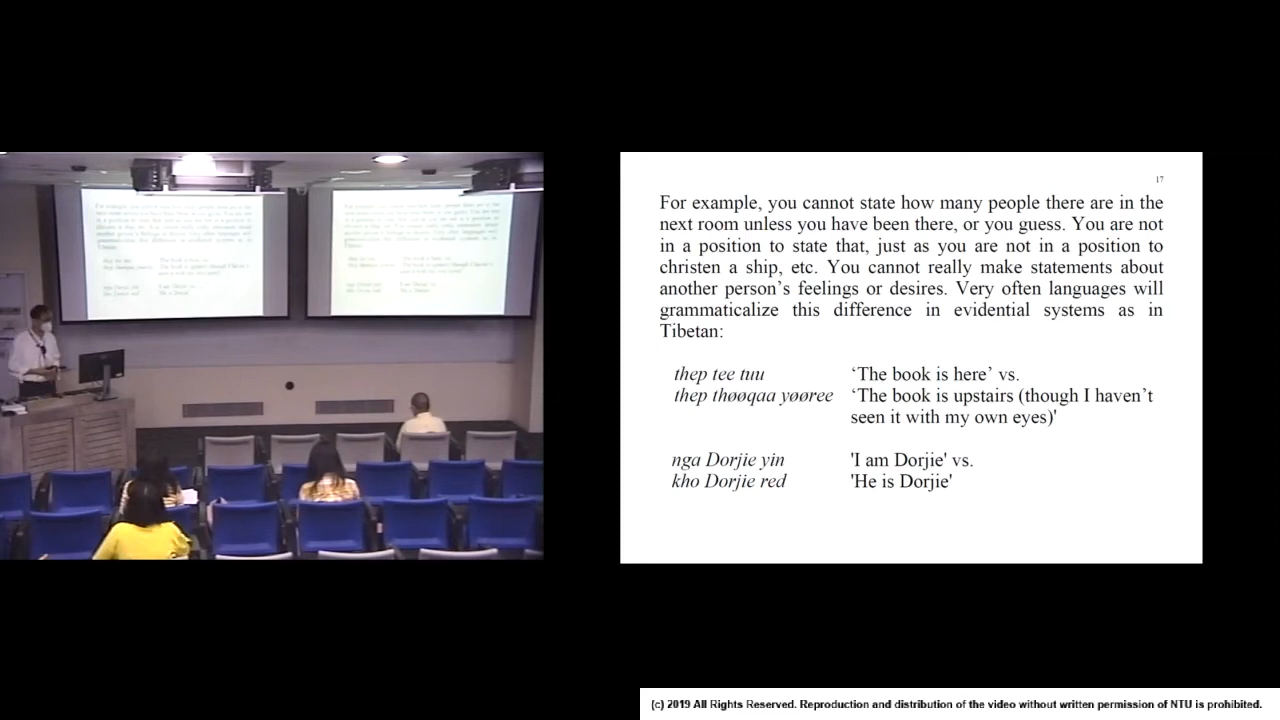 17
For example, you cannot state how many people there are in the
next room unless you have been there, or you guess. You are not
in a position to state that, just as you are not in a position to
christen a ship, etc. You cannot really make statements about
another person's feelings or desires. Very often languages will
grammaticalize this difference in evidential systems as in
Tibetan:
thep tee tuu ‘The book is here’ vs.
thep thøøqaa yøøree ‘The book is upstairs (though I haven’t
seen it with my own eyes)'
nga Dorjie yin 'I am Dorjie' vs.
kho Dorjie red 'He is Dorjie'
(c) 2019 All Rights Reserved. Reproduction and distribution of the video without written permission of NTU is prohibited.